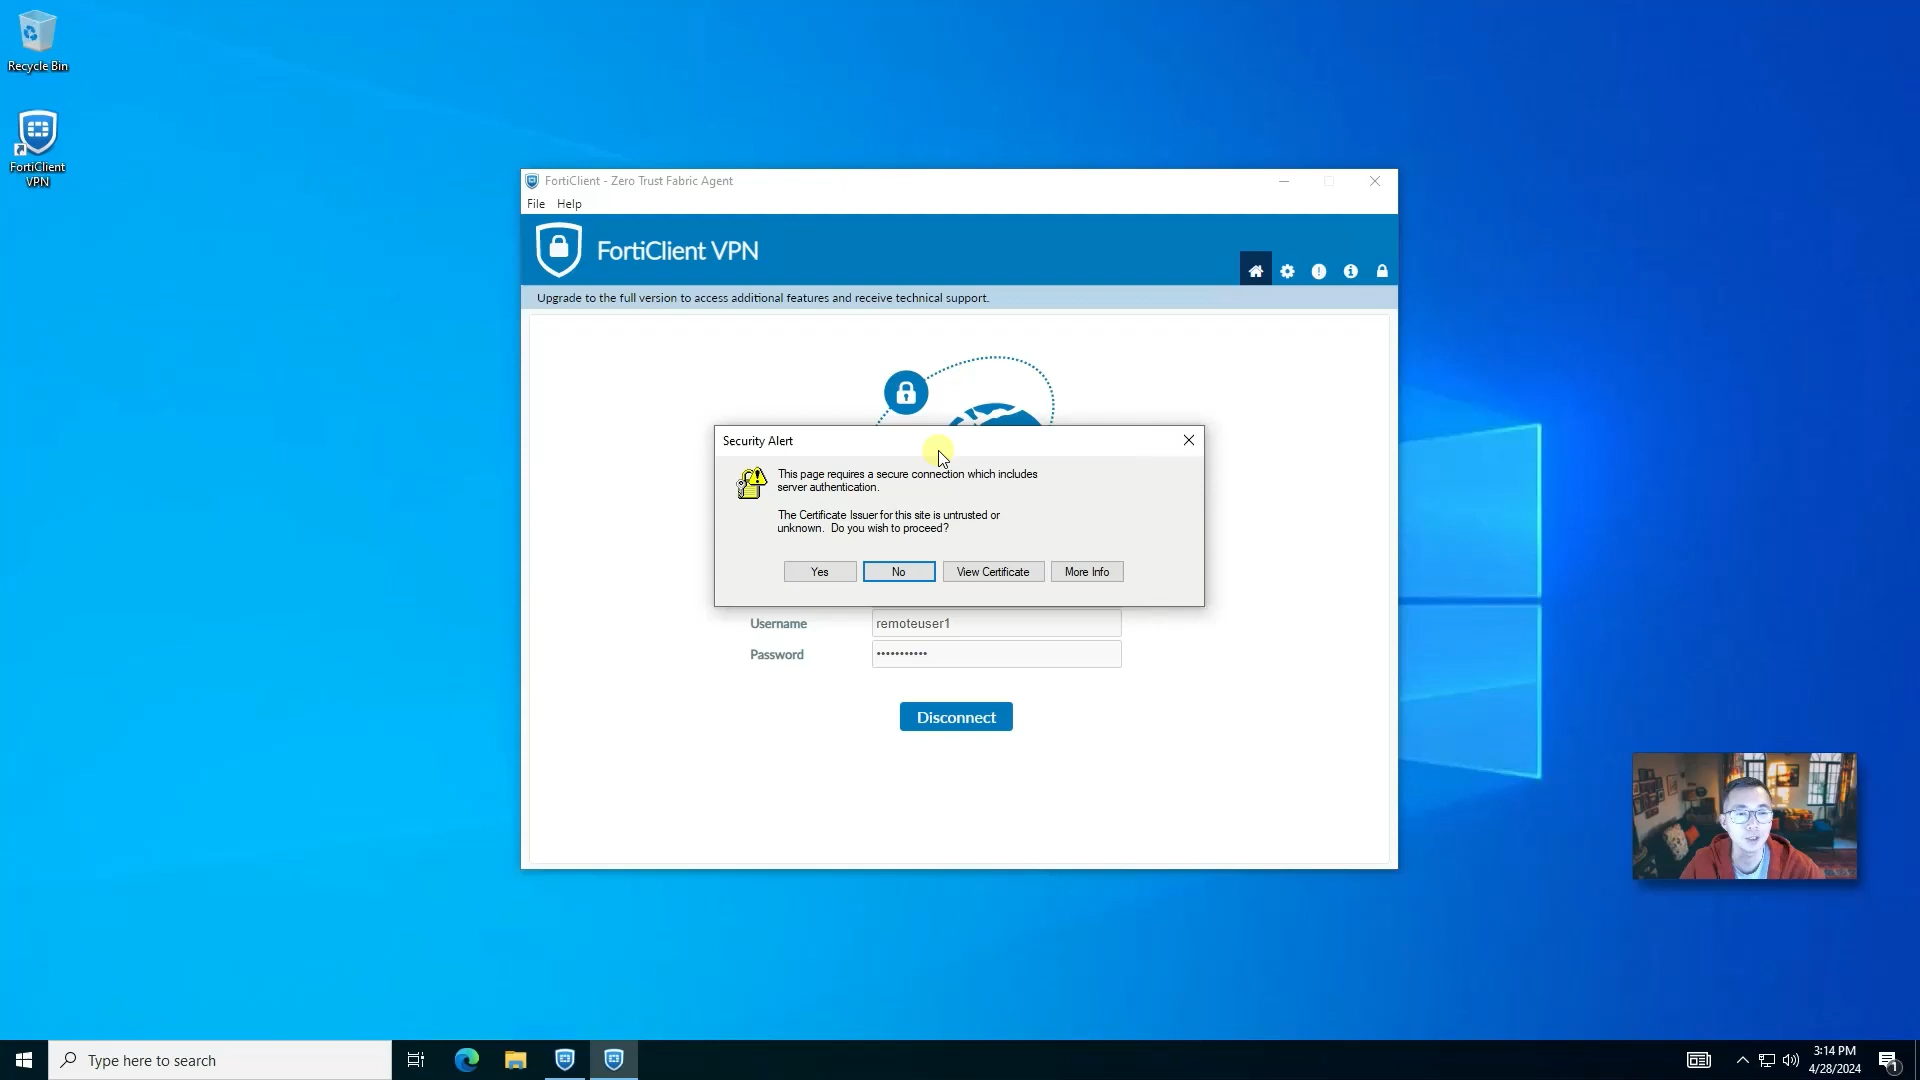 Recycle Bin
FortiClient
VPN
FortiClient - Zero Trust Fabric Agent
File Help
FortiClient VPN
Upgrade to the full version to access additional features and receive technical support.
Security Alert
This page requires a secure connection which includes
server authentication.
The Certificate Issuer for this site is untrusted or
unknown. Do you wish to proceed?
Yes No View Certificate More Info
Username remoteuser1
Password •••••••••••
Disconnect
Type here to search
3:14 PM
4/28/2024
1